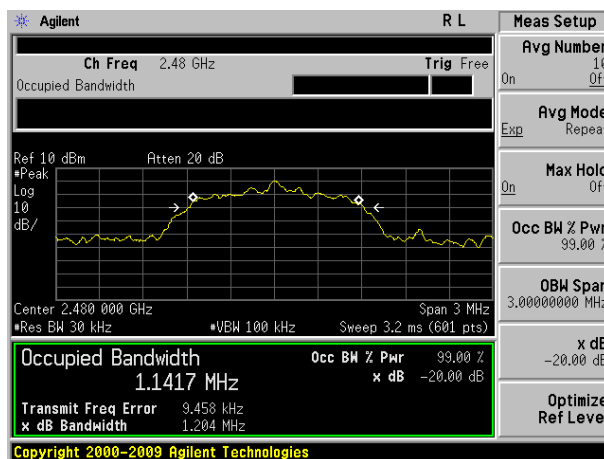 Agilent R L
Ch Freq 2.48 GHz Trig Free
Occupied Bandwidth
Ref 10 dBm Atten 20 dB
#Peak
Log
10
dB/
Center 2.480 000 GHz Span 3 MHz
#Res BW 30 kHz #VBW 100 kHz Sweep 3.2 ms (601 pts)
Occupied Bandwidth Occ BW % Pwr 99.00 %
1.1417 MHz x dB -20.00 dB
Transmit Freq Error 9.458 kHz
x dB Bandwidth 1.204 MHz
Copyright 2000-2009 Agilent Technologies
Meas Setup
Avg Number
10
On Of
Avg Mode
Exp Repea
Max Hold
On Of
Occ BW % Pwr
99.00 %
OBW Span
3.00000000 MHz
x dB
-20.00 dB
Optimize
Ref Leve